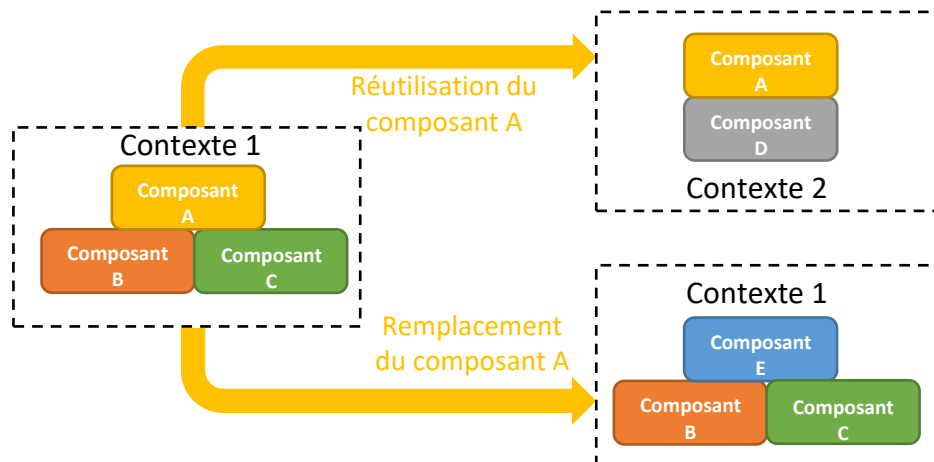 Contexte 1
Composant
A
Composant
B
Composant
C
Réutilisation du
composant A
Composant
A
Composant
D
Contexte 2
Remplacement
du composant A
Contexte 1
Composant
E
Composant
B
Composant
C